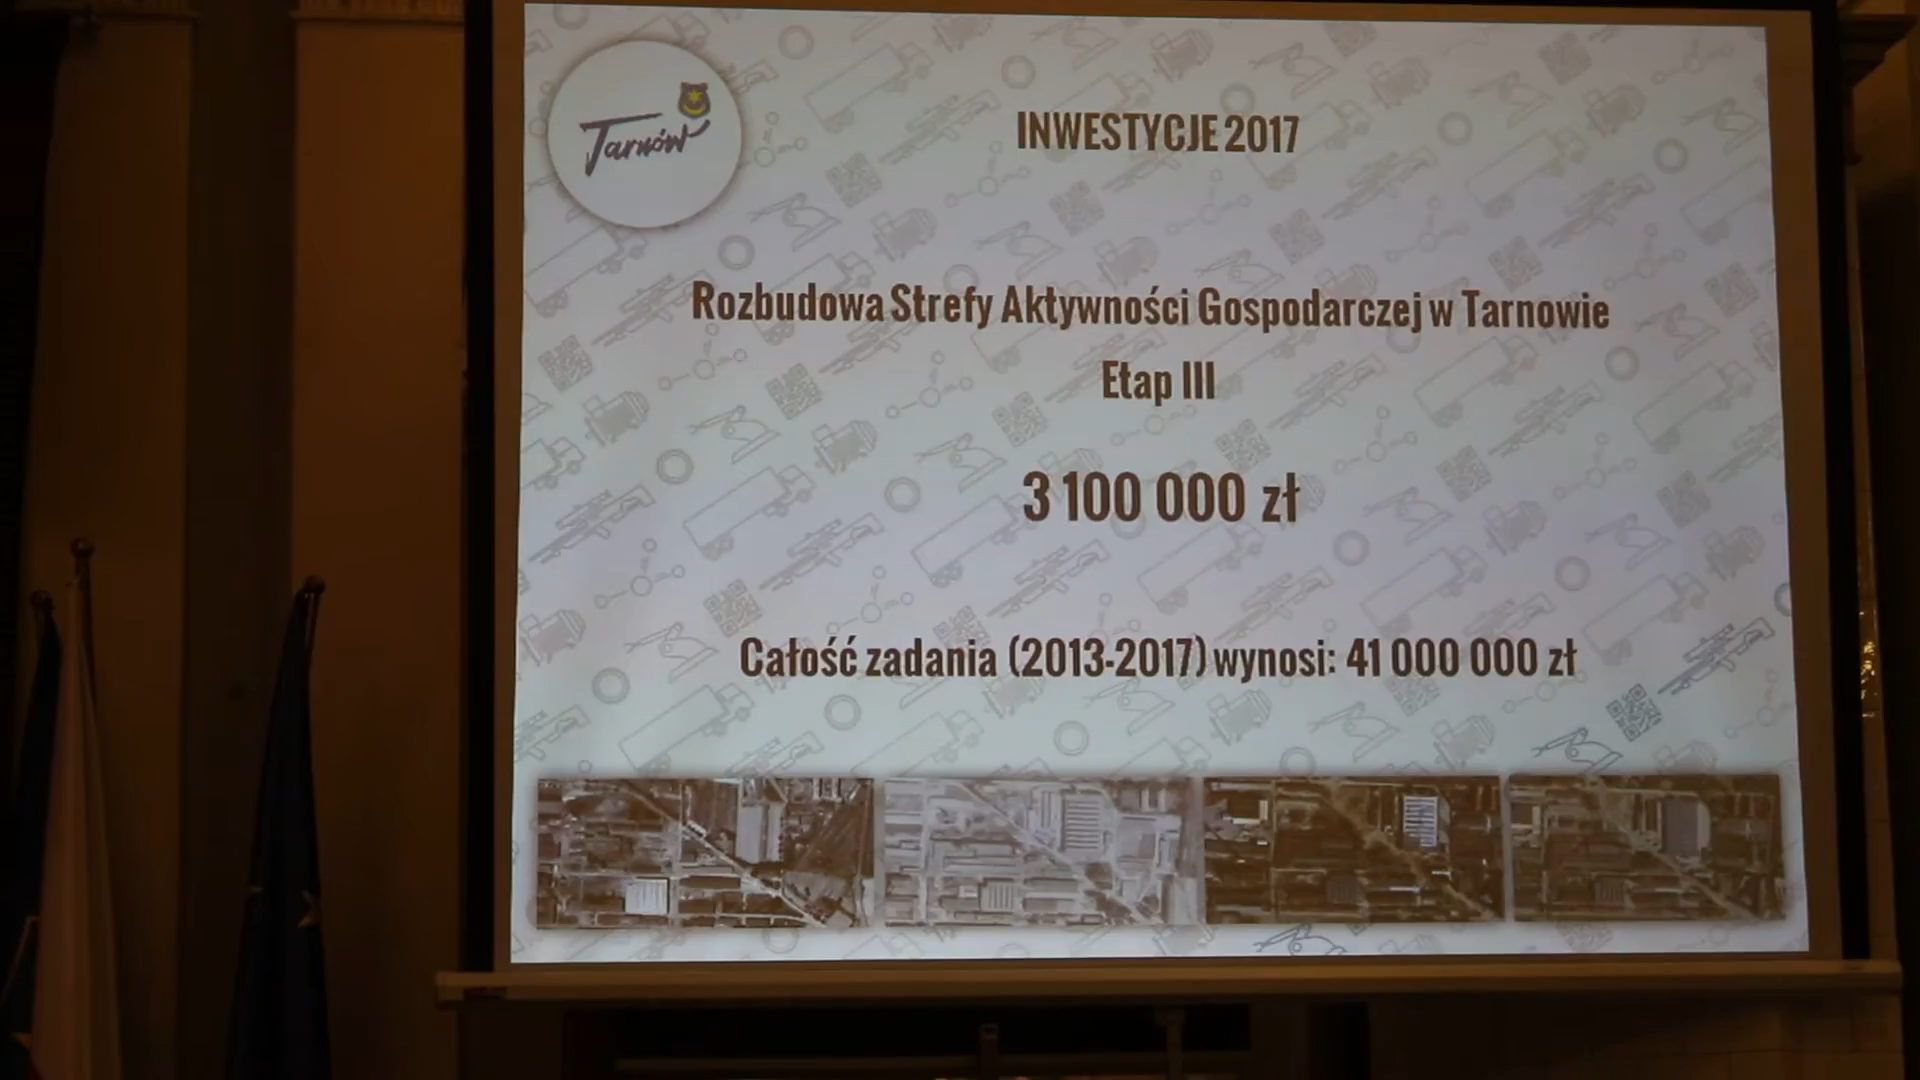 Tarnów
INWESTYCJE 2017
Rozbudowa Strefy Aktywności Gospodarczej w Tarnowie
Etap III
3 100 000 zł
Całość zadania (2013-2017) wynosi: 41 000 000 zł